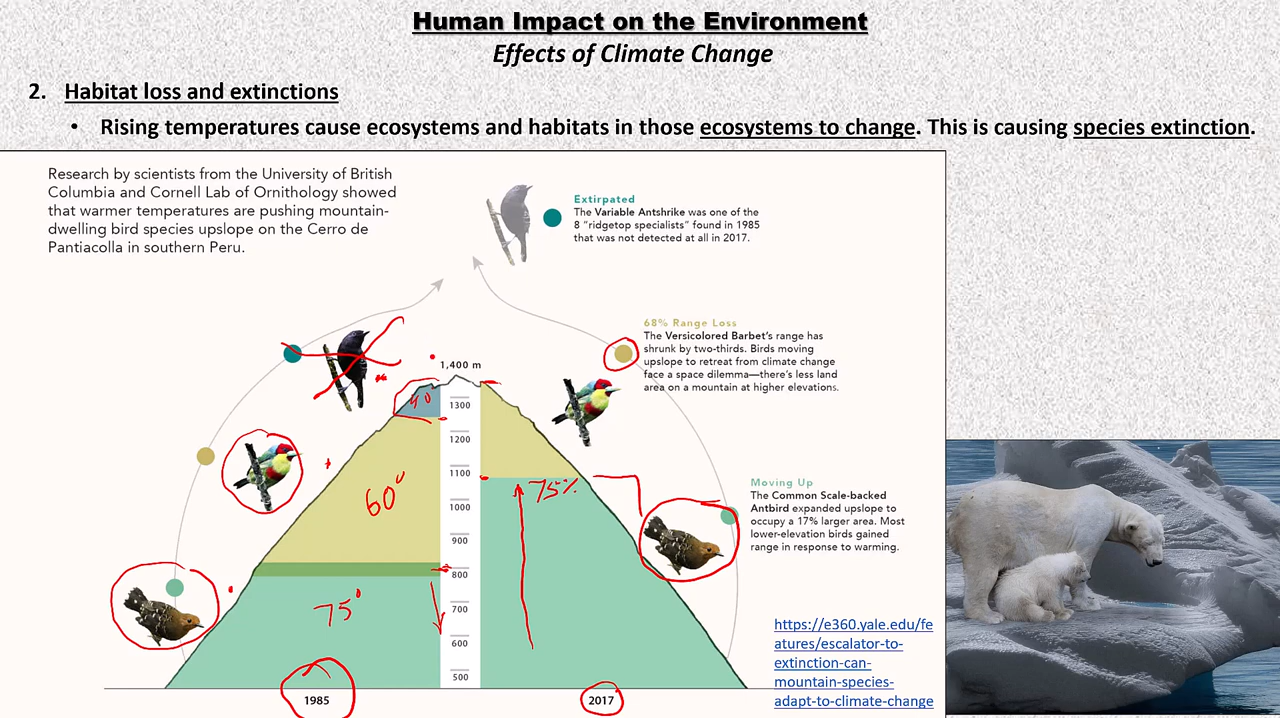 Human Impact on the Environment
Effects of Climate Change
2. Habitat loss and extinctions
• Rising temperatures cause ecosystems and habitats in those ecosystems to change. This is causing species extinction.
Research by scientists from the University of British
Columbia and Cornell Lab of Ornithology showed
that warmer temperatures are pushing mountain-
dwelling bird species upslope on the Cerro de
Pantiacolla in southern Peru.
Extirpated
The Variable Antshrike was one of the
8 "ridgetop specialists" found in 1985
that was not detected at all in 2017.
68% Range Loss
The Versicolored Barbet's range has
shrunk by two-thirds. Birds moving
upslope to retreat from climate change
face a space dilemma—there's less land
area on a mountain at higher elevations.
Moving Up
The Common Scale-backed
Antbird expanded upslope to
occupy a 17% larger area. Most
lower-elevation birds gained
range in response to warming.
1,400 m
1300
1200
1100
1000
900
800
700
600
500
60°
75°
75%
1985
2017
https://e360.yale.edu/fe
atures/escalator-to-
extinction-can-
mountain-species-
adapt-to-climate-change